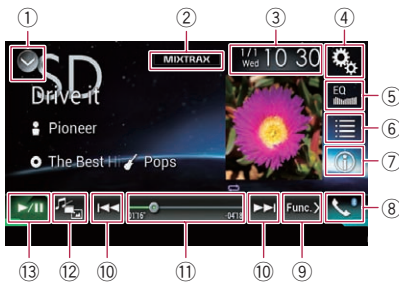 ① ② ③ ④
MIXTRAX
1/1
Wed 10 30
SD
EQ
⑤
Drive it
⑥
Pioneer
⑦
The Best Hi Pops
Func.
⑧
01'16" -04'18"
⑬ ⑫ ⑩ ⑪ ⑩ ⑨